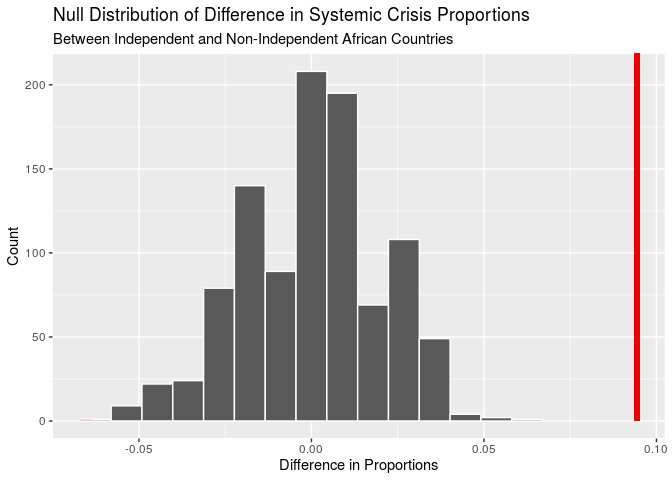 Null Distribution of Difference in Systemic Crisis Proportions
Between Independent and Non-Independent African Countries
200
150
100
50
0
Count
-0.05 0.00 0.05 0.10
Difference in Proportions